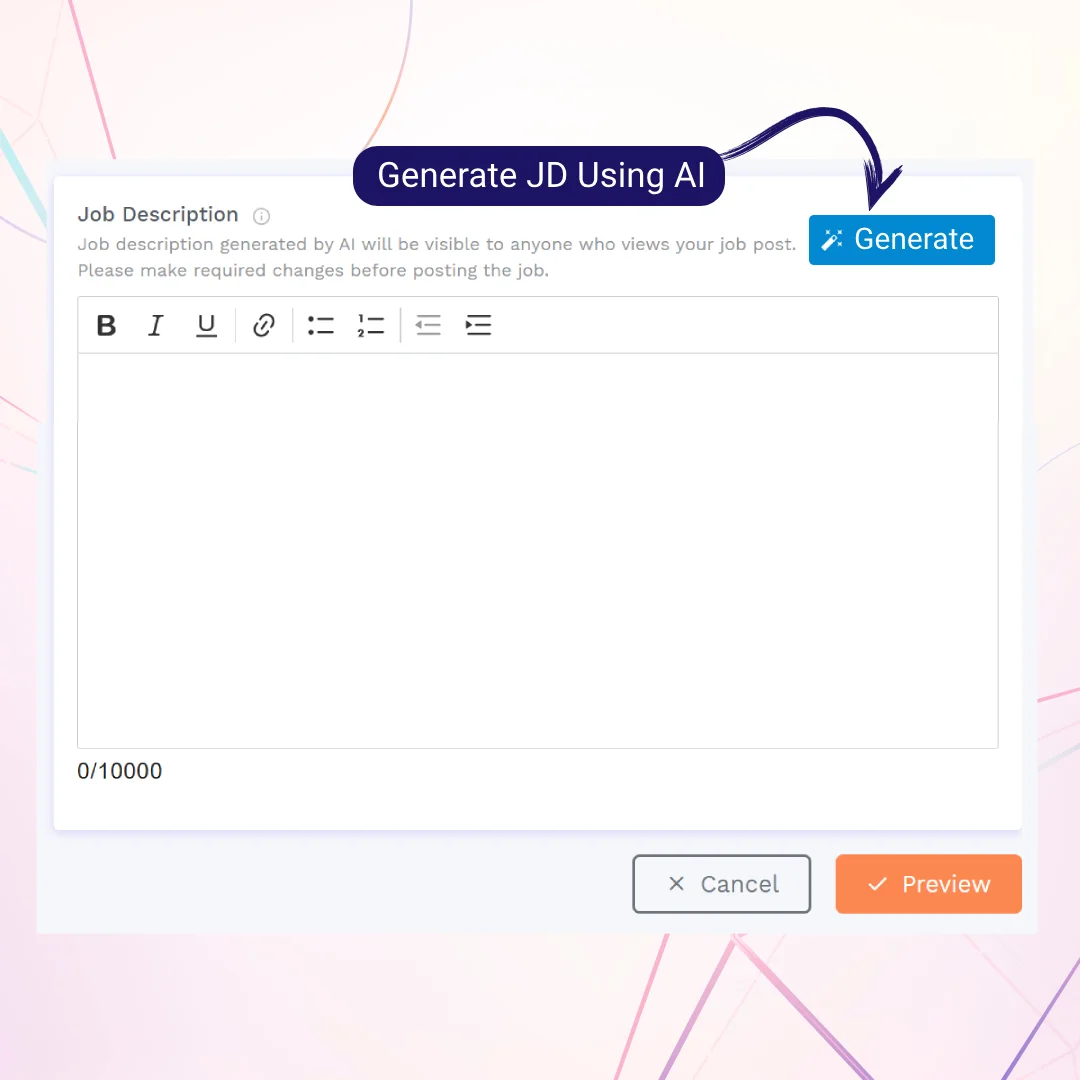 Generate JD Using AI
Job Description
Job description generated by AI will be visible to anyone who views your job post.
Please make required changes before posting the job.
Generate
B I U
0/10000
Cancel
Preview